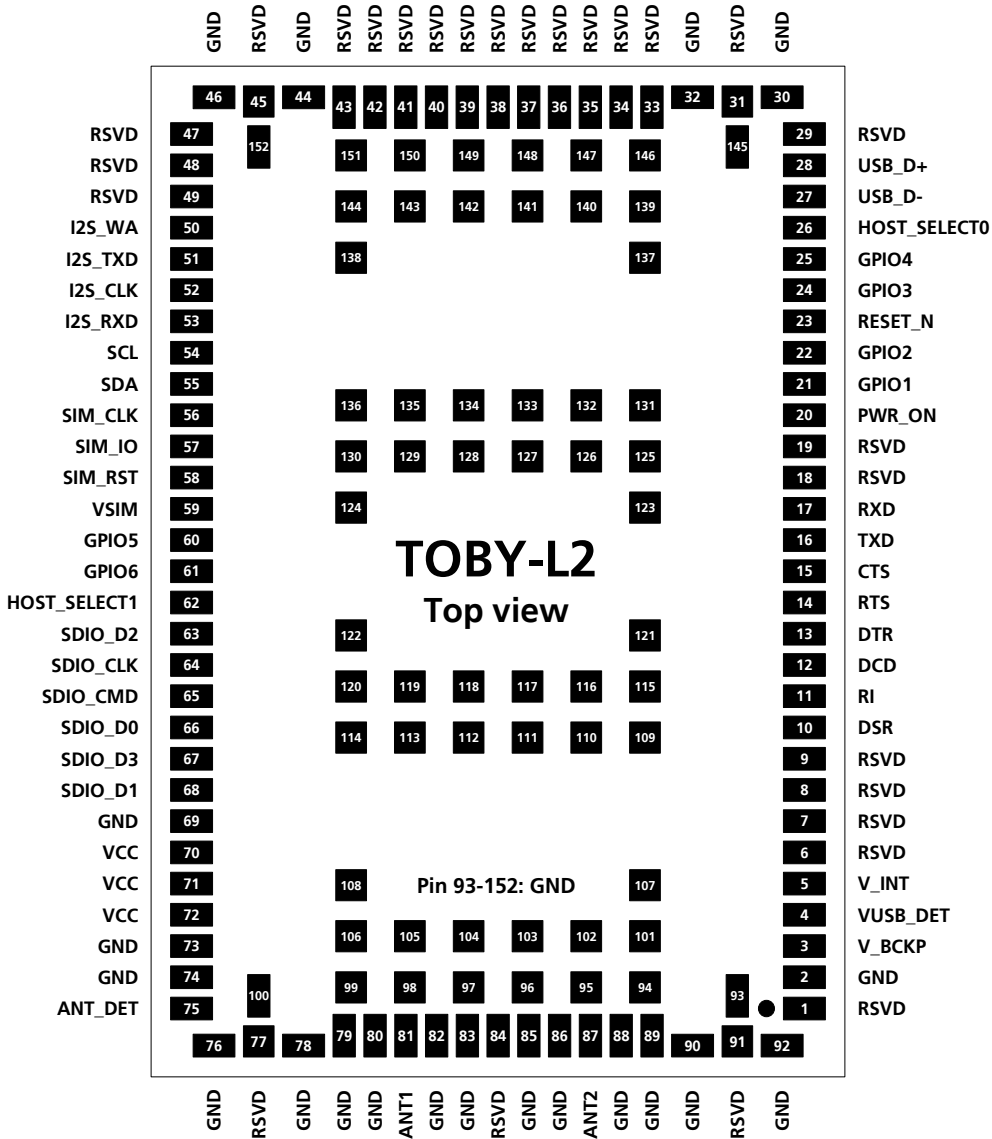 GND RSVD GND RSVD RSVD RSVD RSVD RSVD RSVD RSVD RSVD RSVD RSVD RSVD GND RSVD GND
46 45 44 43 42 41 40 39 38 37 36 35 34 33 32 31 30
RSVD 47 152 145 29 RSVD
RSVD 48 151 150 149 148 147 146 28 USB_D+
RSVD 49 144 143 142 141 140 139 27 USB_D-
I2S_WA 50 26 HOST_SELECT0
I2S_TXD 51 138 137 25 GPIO4
I2S_CLK 52 24 GPIO3
I2S_RXD 53 23 RESET_N
SCL 54 22 GPIO2
SDA 55 21 GPIO1
SIM_CLK 56 136 135 134 133 132 131 20 PWR_ON
SIM_IO 57 130 129 128 127 126 125 19 RSVD
SIM_RST 58 18 RSVD
VSIM 59 124 123 17 RXD
GPIO5 60 16 TXD
TOBY-L2
GPIO6 61 15 CTS
HOST_SELECT1 62 Top view 14 RTS
SDIO_D2 63 122 121 13 DTR
SDIO_CLK 64 12 DCD
SDIO_CMD 65 120 119 118 117 116 115 11 RI
SDIO_D0 66 114 113 112 111 110 109 10 DSR
SDIO_D3 67 9 RSVD
SDIO_D1 68 8 RSVD
GND 69 7 RSVD
VCC 70 6 RSVD
VCC 71 108 Pin 93-152: GND 107 5 V_INT
VCC 72 4 VUSB_DET
GND 73 106 105 104 103 102 101 3 V_BCKP
GND 74 99 98 97 96 95 94 2 GND
ANT_DET 75 100 93 1 RSVD
76 77 78 79 80 81 82 83 84 85 86 87 88 89 90 91 92
GND RSVD GND GND GND ANT1 GND GND RSVD GND GND ANT2 GND GND GND RSVD GND